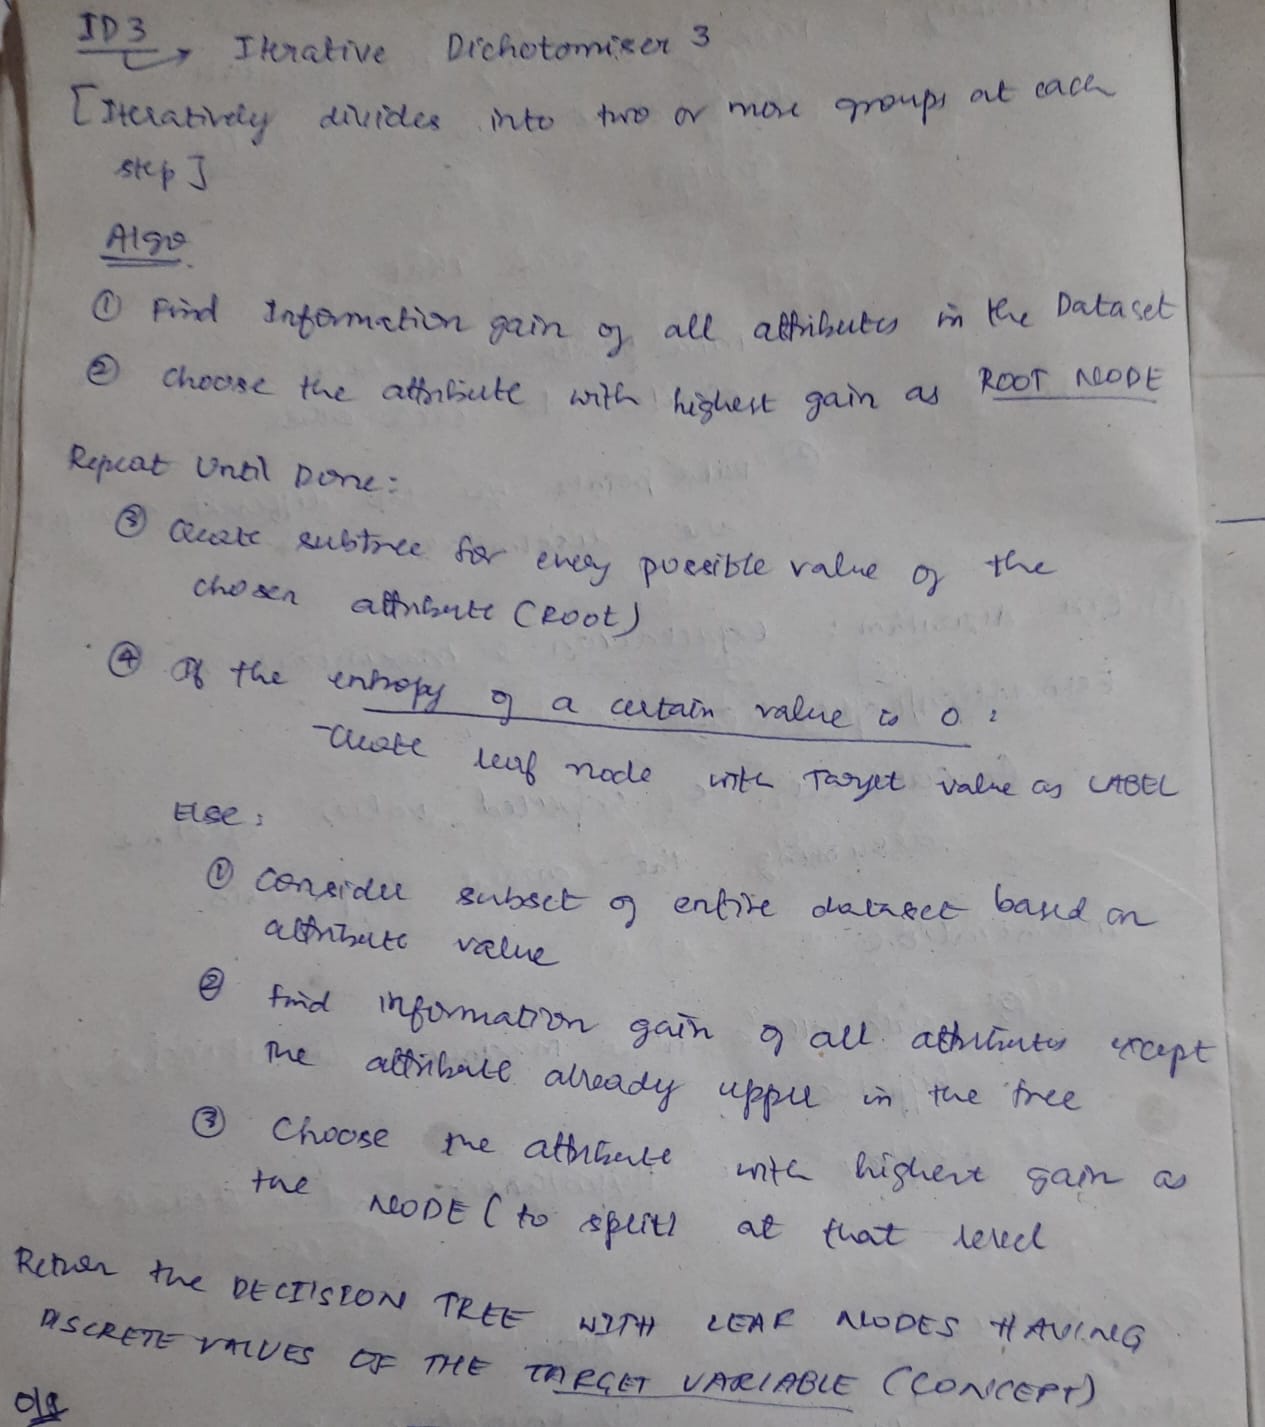 ID3 → Iterative Dichotomiser 3
[Iteratively divides into two or more groups at each
step]
Algo
① Find Information gain of all attributes in the Dataset
② Choose the attribute with highest gain as ROOT NODE
Repeat Until Done:
③ Create subtree for every possible value of the
chosen attribute (Root)
④ If the entropy of a certain value is 0 :
- Create leaf node with Target value as LABEL
Else :
① Consider subset of entire dataset based on
attribute value
② find information gain of all attributes except
the attribute already upper in the tree
③ Choose the attribute with highest gain as
the NODE (to split) at that level
Return the DECISION TREE WITH LEAF NODES HAVING
DISCRETE VALUES OF THE TARGET VARIABLE (CONCEPT)